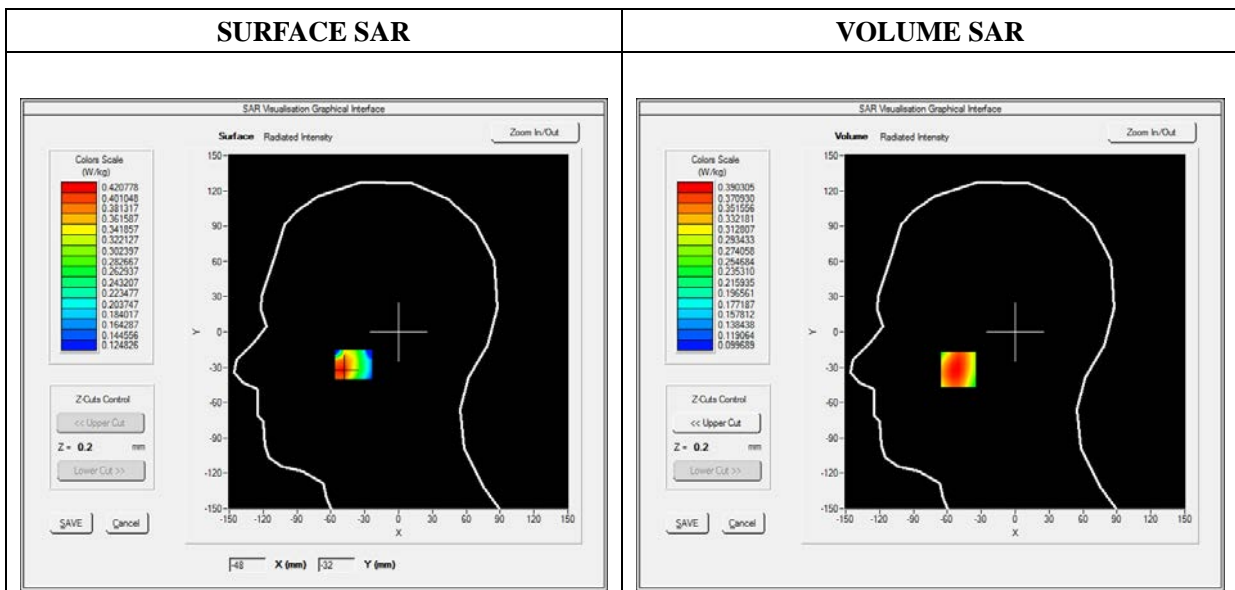 SURFACE SAR
VOLUME SAR
SAR Visualisation Graphical Interface
Surface Radiated Intensity
Zoom In/Out
Colors Scale
(W/kg)
0.420778
0.401048
0.381317
0.361587
0.341857
0.322127
0.302397
0.282667
0.262937
0.243207
0.223477
0.203747
0.184017
0.164287
0.144556
0.124826
Z-Cuts Control
<< Upper Cut
Z = 0.2 mm
Lower Cut >>
SAVE Cancel
150
120
90
60
30
0
-30
-60
-90
-120
-150
Y
-150 -120 -90 -60 -30 0 30 60 90 120 150
X
-48 X (mm) -32 Y (mm)
SAR Visualisation Graphical Interface
Volume Radiated Intensity
Zoom In/Out
Colors Scale
(W/kg)
0.390305
0.370930
0.351556
0.332181
0.312807
0.293433
0.274058
0.254684
0.235310
0.215935
0.196561
0.177187
0.157812
0.138438
0.119064
0.099689
Z-Cuts Control
<< Upper Cut
Z = 0.2 mm
Lower Cut >>
SAVE Cancel
150
120
90
60
30
0
-30
-60
-90
-120
-150
Y
-150 -120 -90 -60 -30 0 30 60 90 120 150
X